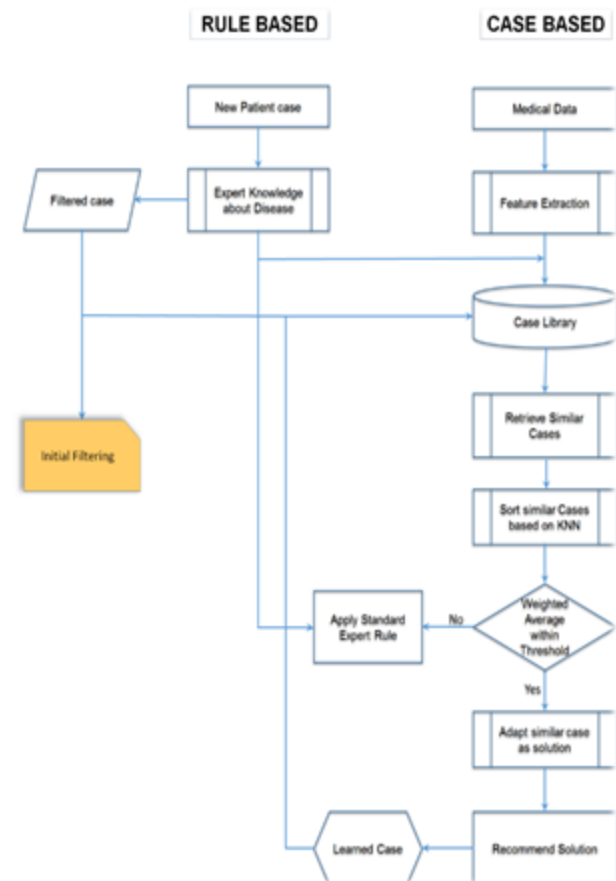 RULE BASED
CASE BASED
New Patient case
Medical Data
Filtered case
Expert Knowledge
about Disease
Feature Extraction
Case Library
Initial Filtering
Retrieve Similar
Cases
Sort similar Cases
based on KNN
Apply Standard
Expert Rule
No
Weighted
Average
within
Threshold
Yes
Adapt similar case
as solution
Learned Case
Recommend Solution